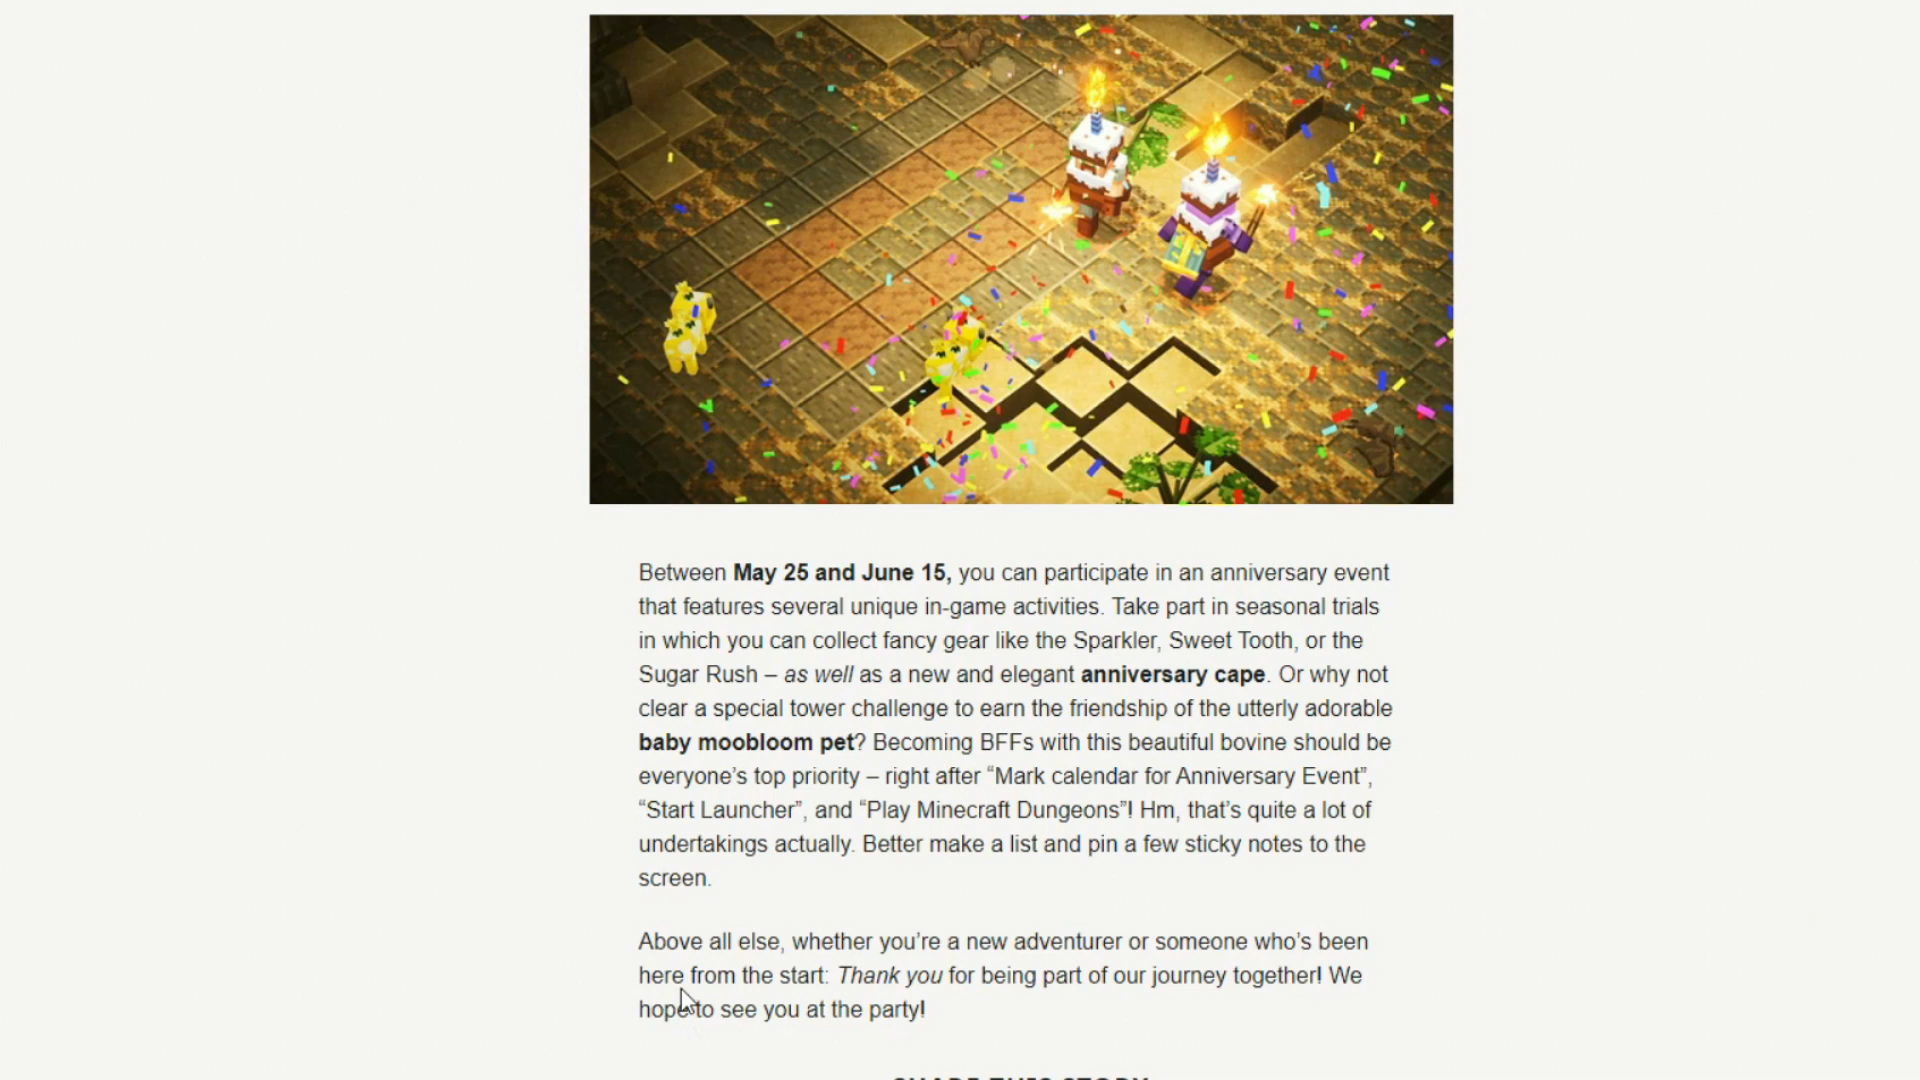 Between May 25 and June 15, you can participate in an anniversary event
that features several unique in-game activities. Take part in seasonal trials
in which you can collect fancy gear like the Sparkler, Sweet Tooth, or the
Sugar Rush – as well as a new and elegant anniversary cape. Or why not
clear a special tower challenge to earn the friendship of the utterly adorable
baby moobloom pet? Becoming BFFs with this beautiful bovine should be
everyone’s top priority – right after “Mark calendar for Anniversary Event”,
“Start Launcher”, and “Play Minecraft Dungeons”! Hm, that’s quite a lot of
undertakings actually. Better make a list and pin a few sticky notes to the
screen.
Above all else, whether you’re a new adventurer or someone who’s been
here from the start: Thank you for being part of our journey together! We
hope to see you at the party!
SHARE THIS STORY